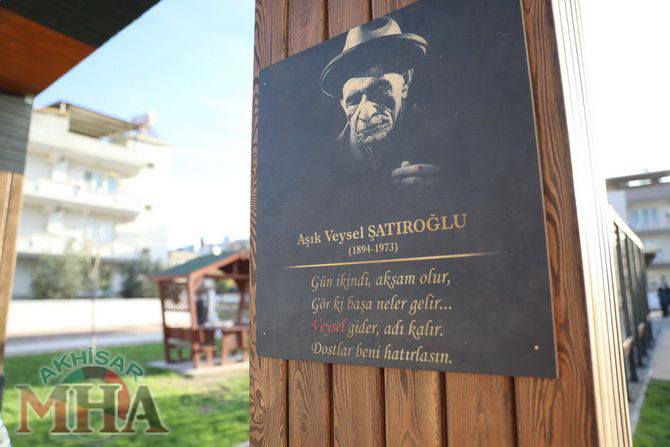 Aşık Veysel ŞATIROĞLU
(1894-1973)
Gün ikindi, akşam olur,
Gör ki başa neler gelir...
Veysel gider, adı kalır.
Dostlar beni hatırlasın.
AKHİSAR
MHA